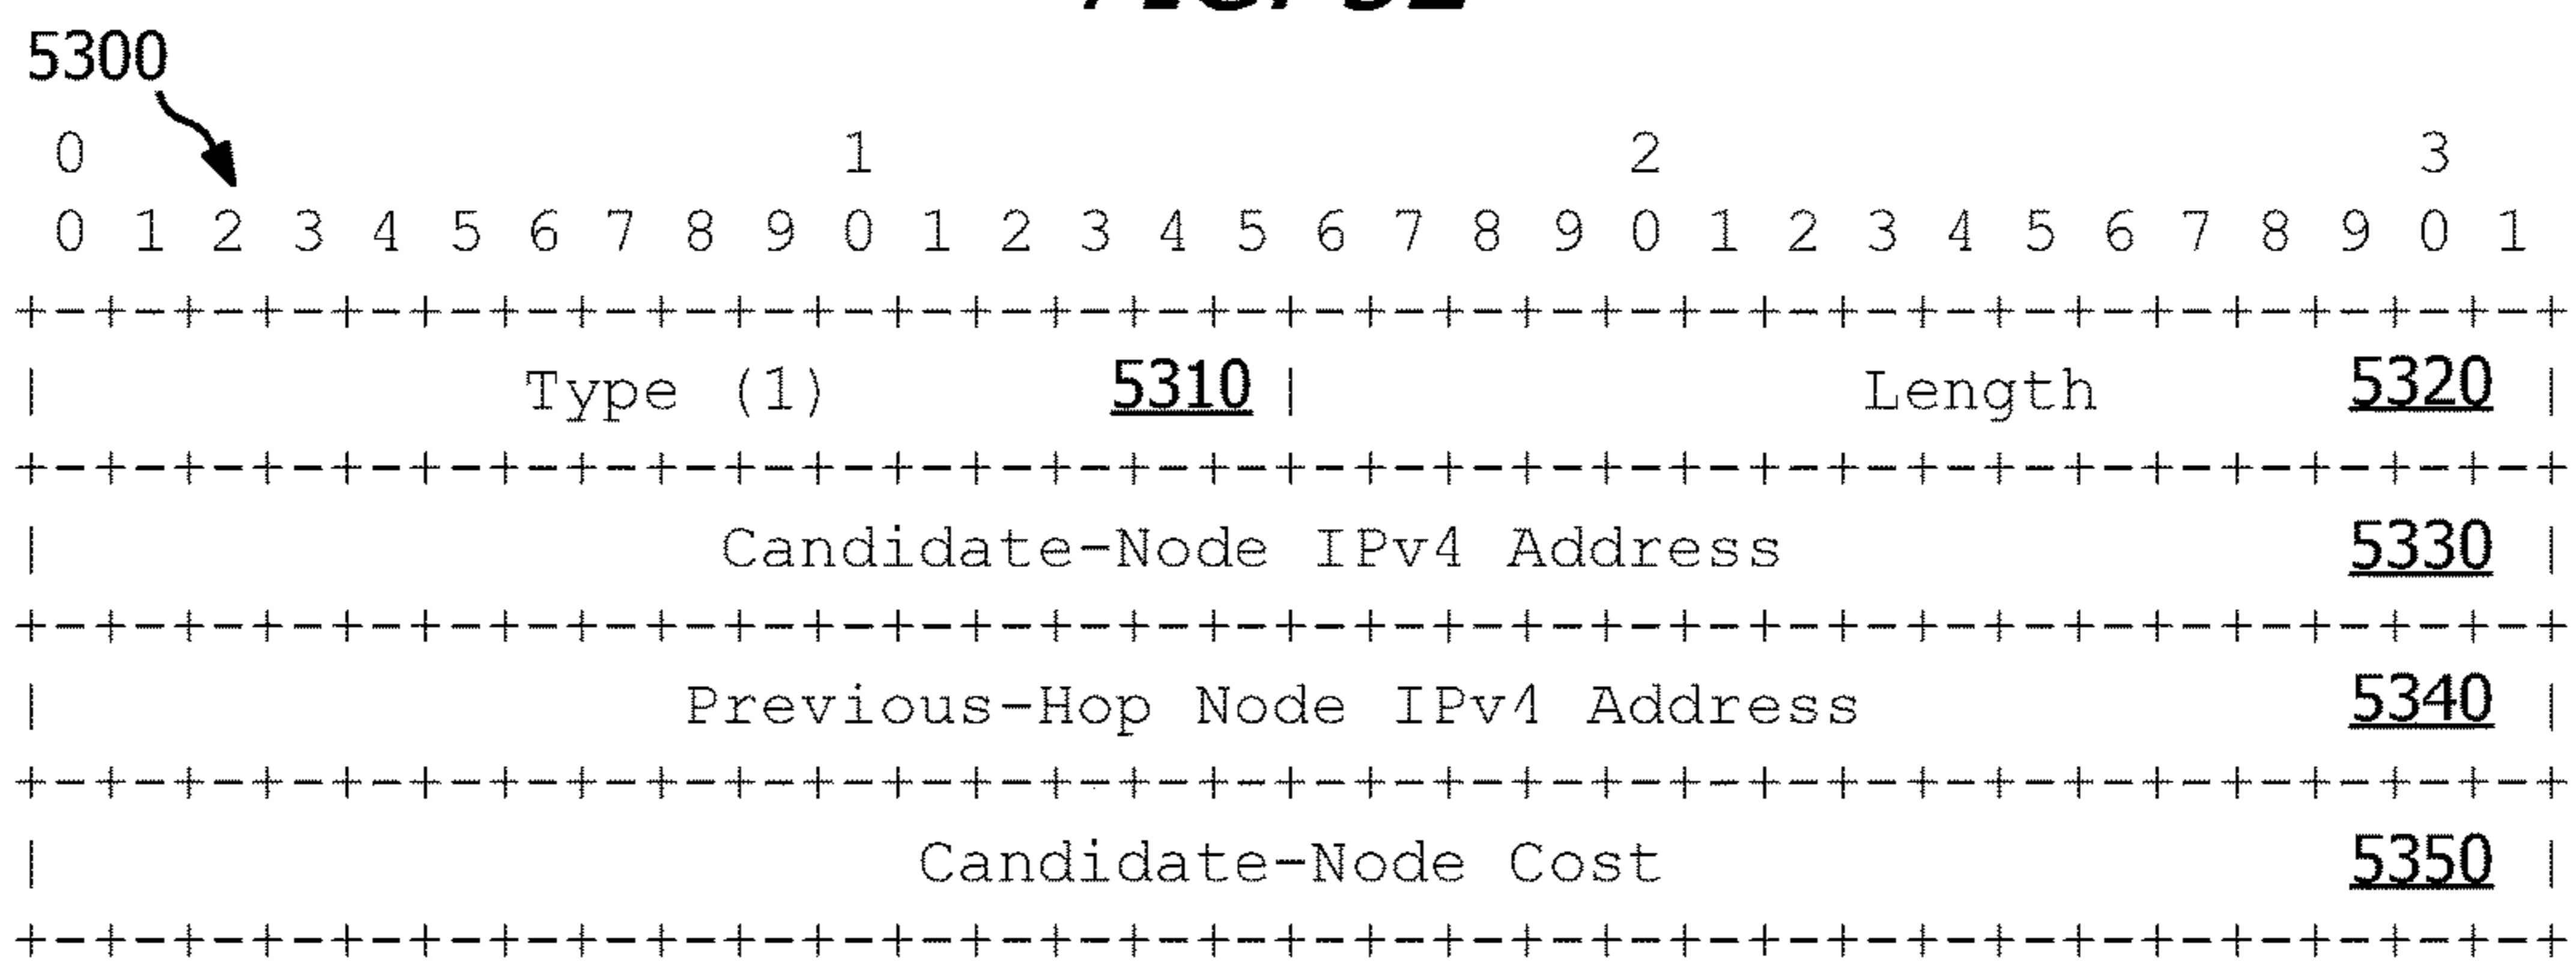 5300
0 1 2 3
0 1 2 3 4 5 6 7 8 9 0 1 2 3 4 5 6 7 8 9 0 1 2 3 4 5 6 7 8 9 0 1
+-+-+-+-+-+-+-+-+-+-+-+-+-+-+-+-+-+-+-+-+-+-+-+-+-+-+-+-+-+-+-+-+
| Type (1) 5310 | Length 5320 |
+-+-+-+-+-+-+-+-+-+-+-+-+-+-+-+-+-+-+-+-+-+-+-+-+-+-+-+-+-+-+-+-+
| Candidate-Node IPv4 Address 5330 |
+-+-+-+-+-+-+-+-+-+-+-+-+-+-+-+-+-+-+-+-+-+-+-+-+-+-+-+-+-+-+-+-+
| Previous-Hop Node IPv4 Address 5340 |
+-+-+-+-+-+-+-+-+-+-+-+-+-+-+-+-+-+-+-+-+-+-+-+-+-+-+-+-+-+-+-+-+
| Candidate-Node Cost 5350 |
+-+-+-+-+-+-+-+-+-+-+-+-+-+-+-+-+-+-+-+-+-+-+-+-+-+-+-+-+-+-+-+-+